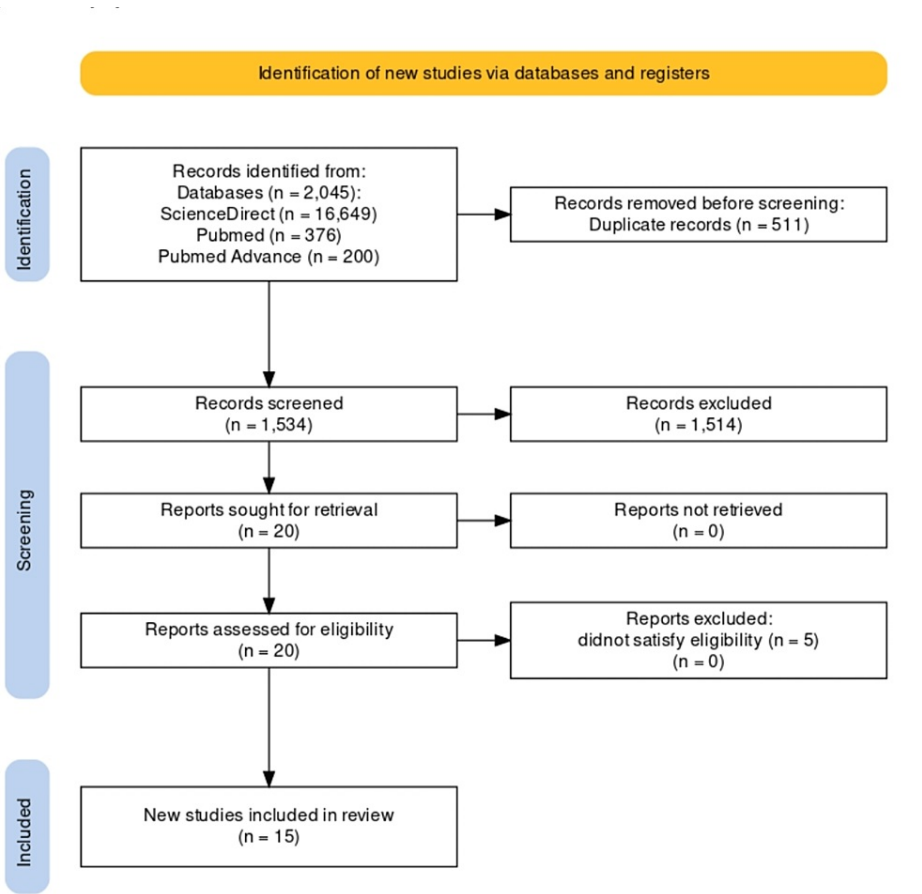 Identification of new studies via databases and registers
Identification
Records identified from:
Databases (n = 2,045):
ScienceDirect (n = 16,649)
Pubmed (n = 376)
Pubmed Advance (n = 200)
Records removed before screening:
Duplicate records (n = 511)
Screening
Records screened
(n = 1,534)
Records excluded
(n = 1,514)
Reports sought for retrieval
(n = 20)
Reports not retrieved
(n = 0)
Reports assessed for eligibility
(n = 20)
Reports excluded:
didnot satisfy eligibility (n = 5)
(n = 0)
Included
New studies included in review
(n = 15)